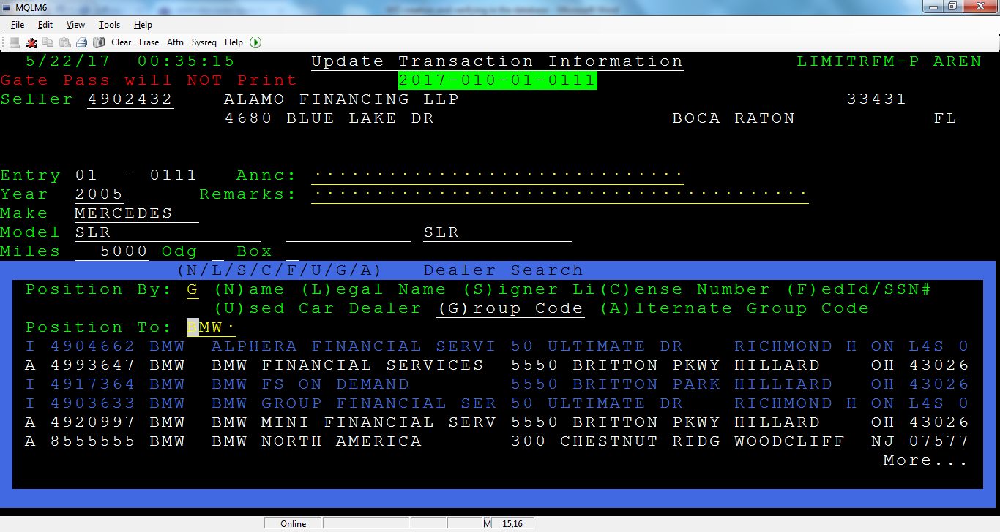 MQLM6
File Edit View Tools Help
Clear Erase Attn Sysreq Help
5/22/17 00:35:15 Update Transaction Information LIMITRFM-P AREN
Gate Pass will NOT Print 2017-010-01-0111
Seller 4902432 ALAMO FINANCING LLP 33431
4680 BLUE LAKE DR BOCA RATON FL
Entry 01 - 0111 Annc: . . . . . . . . . . . . . . . . . . . . . . . . . . . . . .
Year 2005 Remarks: . . . . . . . . . . . . . . . . . . . . . . . . . . . . . . . . . . . . . . . .
Make MERCEDES
Model SLR SLR
Miles 5000 Odg _ Box _
(N/L/S/C/F/U/G/A) Dealer Search
Position By: G (N)ame (L)egal Name (S)igner Li(C)ense Number (F)edId/SSN#
(U)sed Car Dealer (G)roup Code (A)lternate Group Code
Position To: BMW.
I 4904662 BMW ALPHERA FINANCIAL SERVI 50 ULTIMATE DR RICHMOND H ON L4S 0
A 4993647 BMW BMW FINANCIAL SERVICES 5550 BRITTON PKWY HILLARD OH 43026
I 4917364 BMW BMW FS ON DEMAND 5550 BRITTON PARK HILLIARD OH 43026
I 4903633 BMW BMW GROUP FINANCIAL SER 50 ULTIMATE DR RICHMOND H ON L4S 0
A 4920997 BMW BMW MINI FINANCIAL SERV 5550 BRITTON PKWY HILLARD OH 43026
A 8555555 BMW BMW NORTH AMERICA 300 CHESTNUT RIDG WOODCLIFF NJ 07577
More...
Online M 15,16